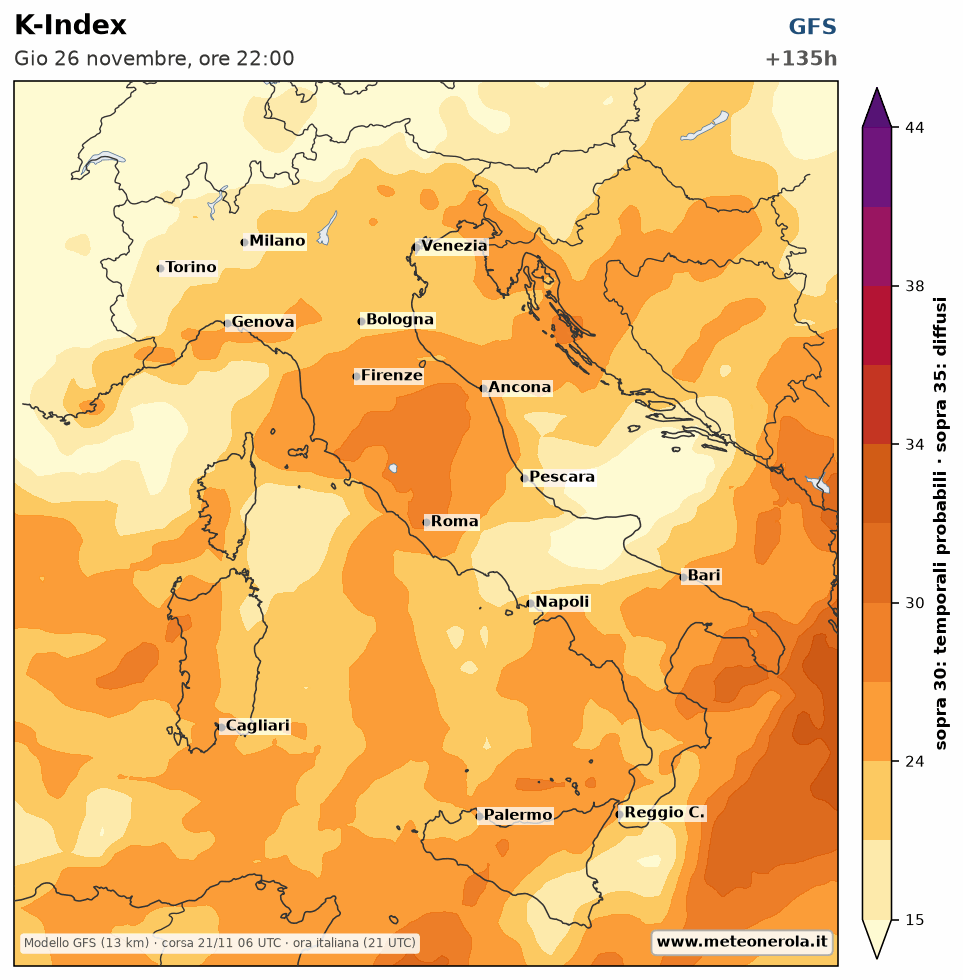 K-Index
GFS
Gio 26 novembre, ore 22:00
+135h
Milano
Venezia
Torino
Genova
Bologna
Firenze
Ancona
Pescara
Roma
Bari
Napoli
Cagliari
Palermo
Reggio C.
44
38
34
30
24
15
sopra 30: temporali probabili · sopra 35: diffusi
Modello GFS (13 km) · corsa 21/11 06 UTC · ora italiana (21 UTC)
www.meteonerola.it